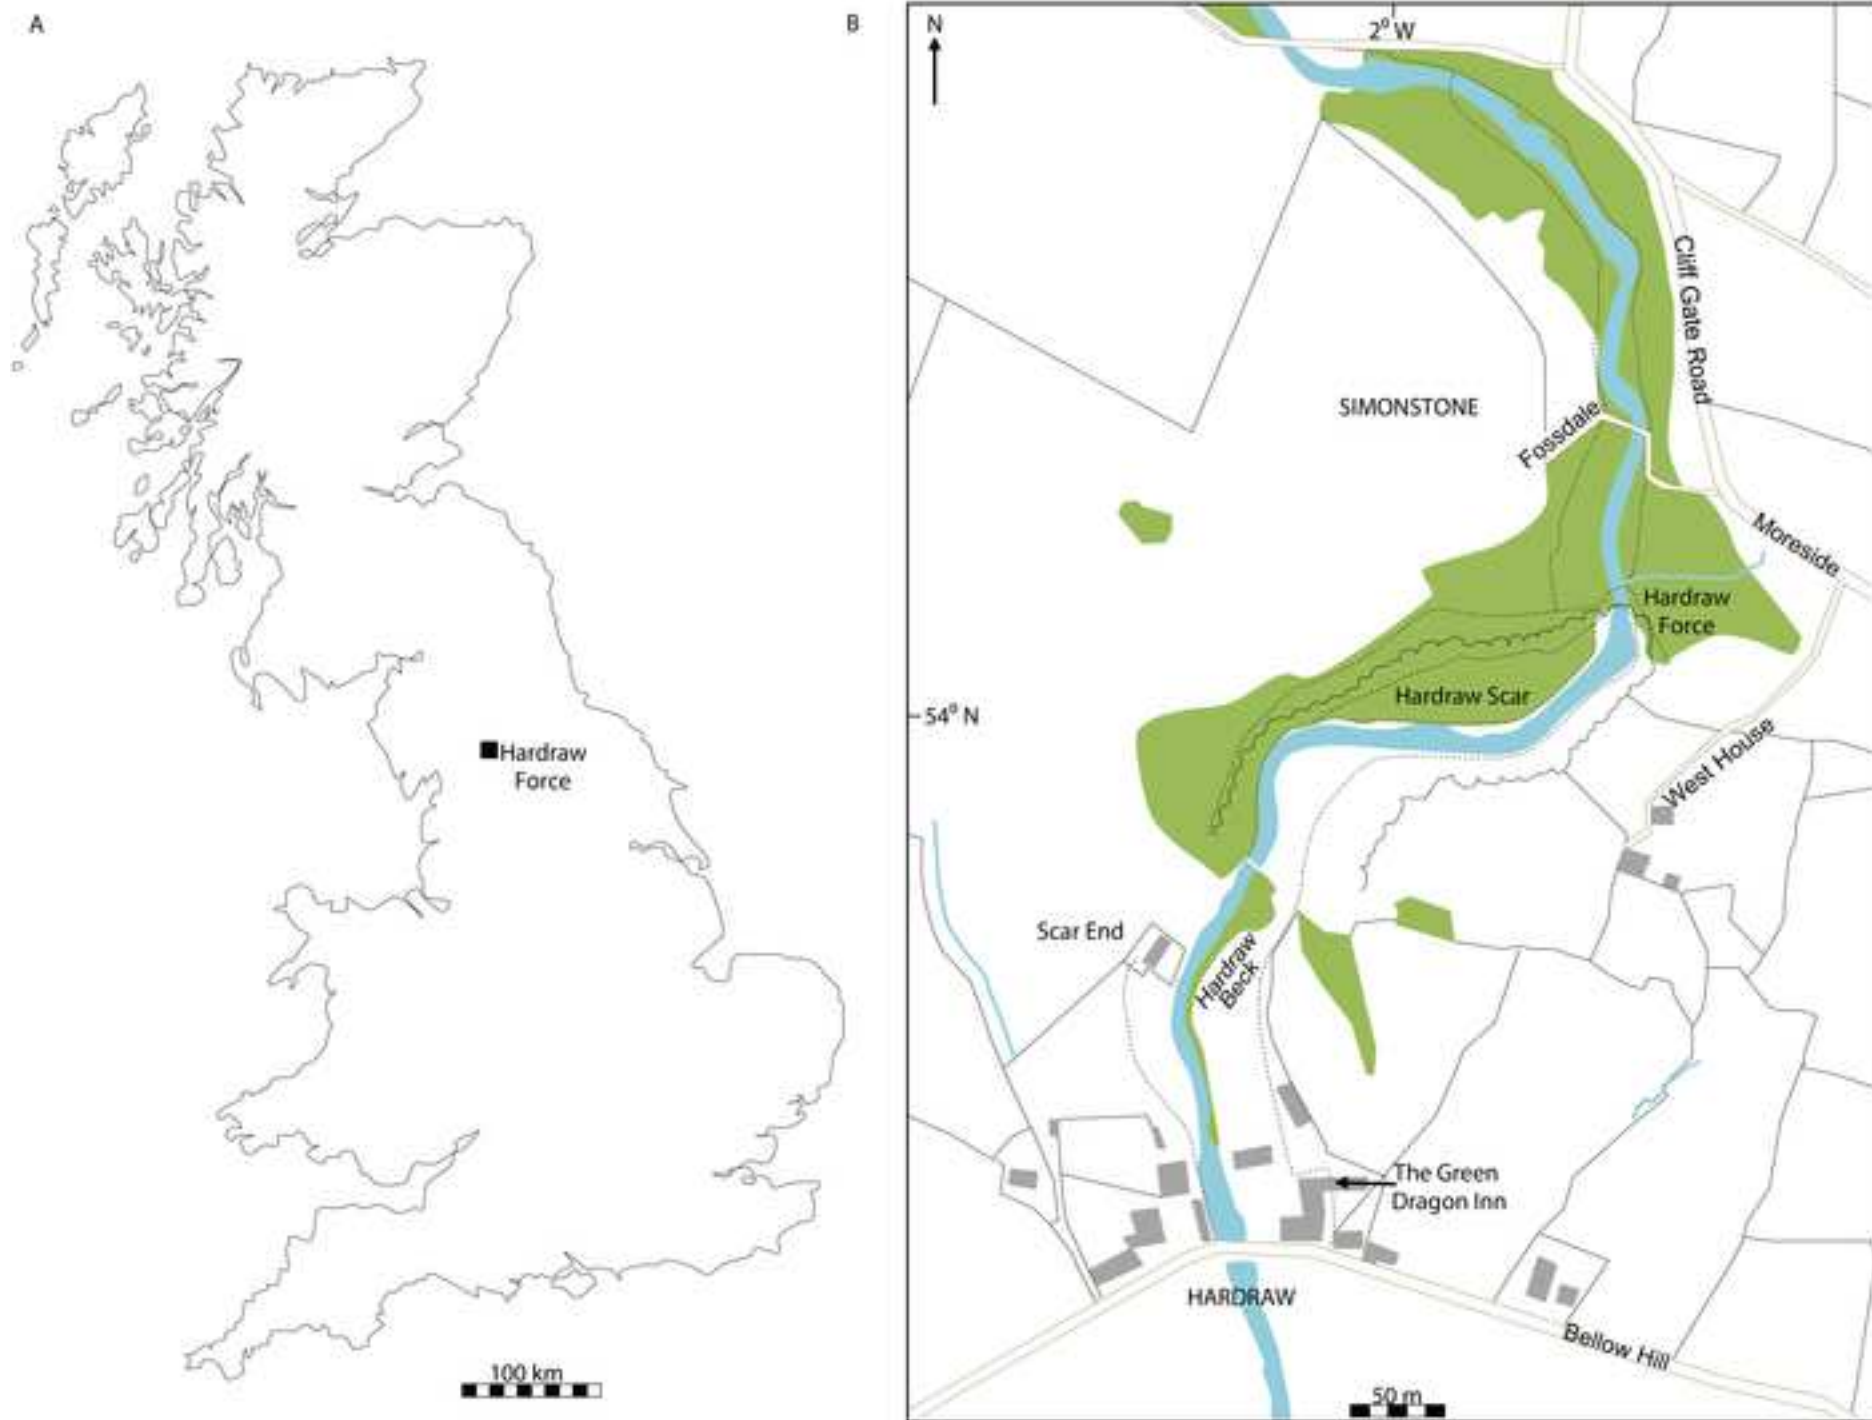 A
B
N
2° W
Cliff Gate Road
SIMONSTONE
Fossdale
Moreside
Hardraw
Force
Hardraw Scar
54° N
Hardraw
Force
West House
Scar End
Hardraw
Beck
The Green
Dragon Inn
HARDRAW
Bellow Hill
100 km
50 m